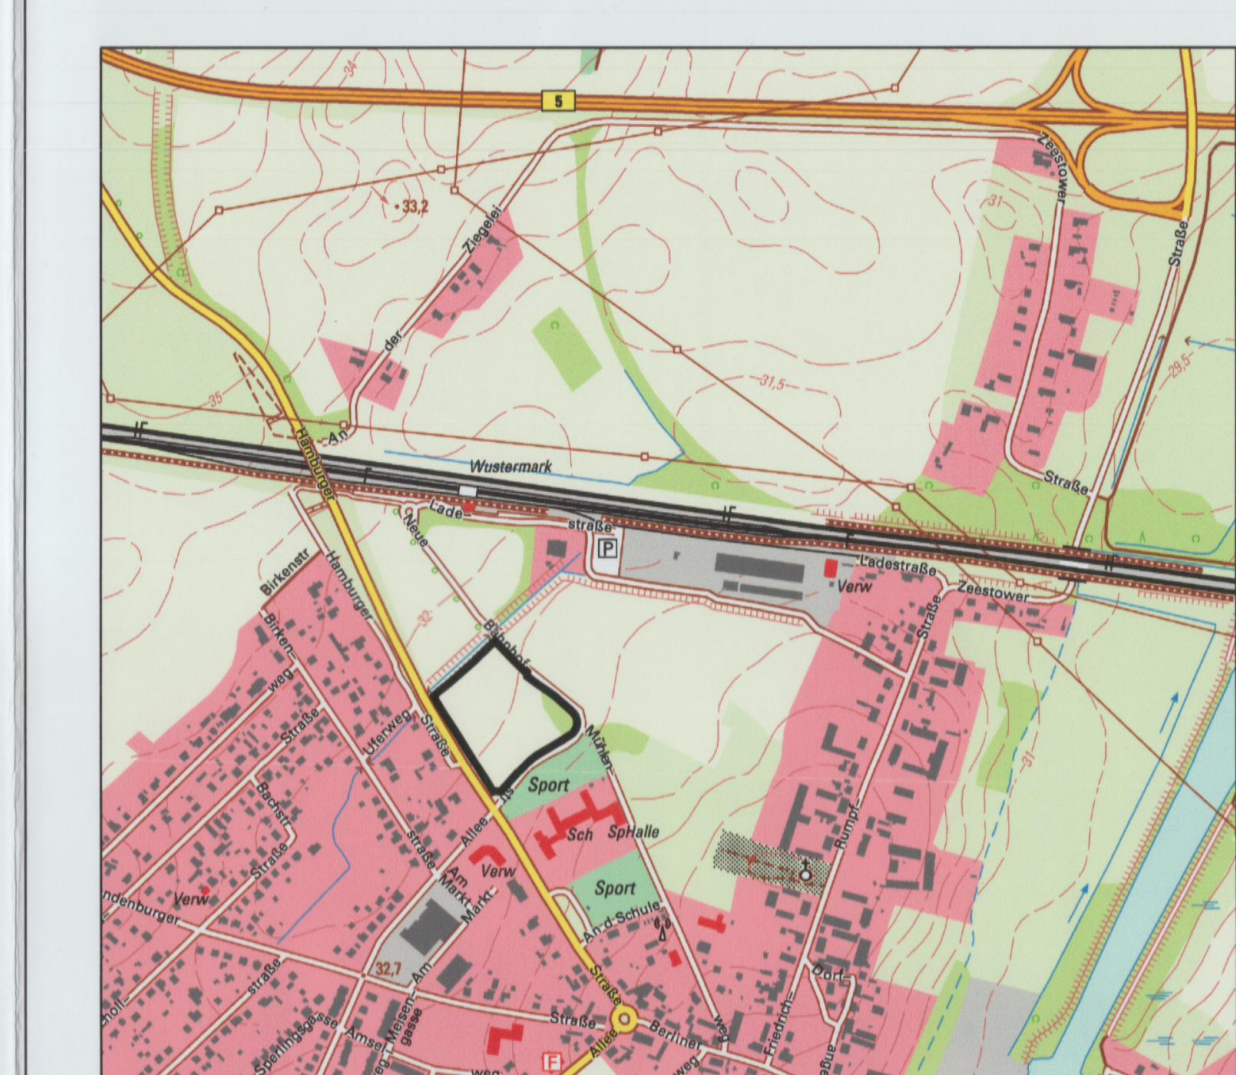 34
5
Zeestower
33,2
Ziegelei
31
Straße
der
35
31,5
29,5
An
Hamburger
Wustermark
Straße
Lade-
straße
Neue
P
Birkenstr
Hamburger
Verw
Ladestraße
Zeestower
Straße
Birken-
weg
32
Bahnhof-
Straße
Uferweg
Straße
Mühlen-
31
Sport
Bachstr
Allee
Sch
SpHalle
Rumpf-
straße
Straße
Verw
Am
Markt
Markt
Sport
Verw
ndenburger
An-d-Schule
32,7
Am
Dorf-
straße
Straße
Meisen-
gasse
Sperlingsgasse
Amsel-
Straße
Berliner
weg
Friedrich-
Allee
F
weg
weg